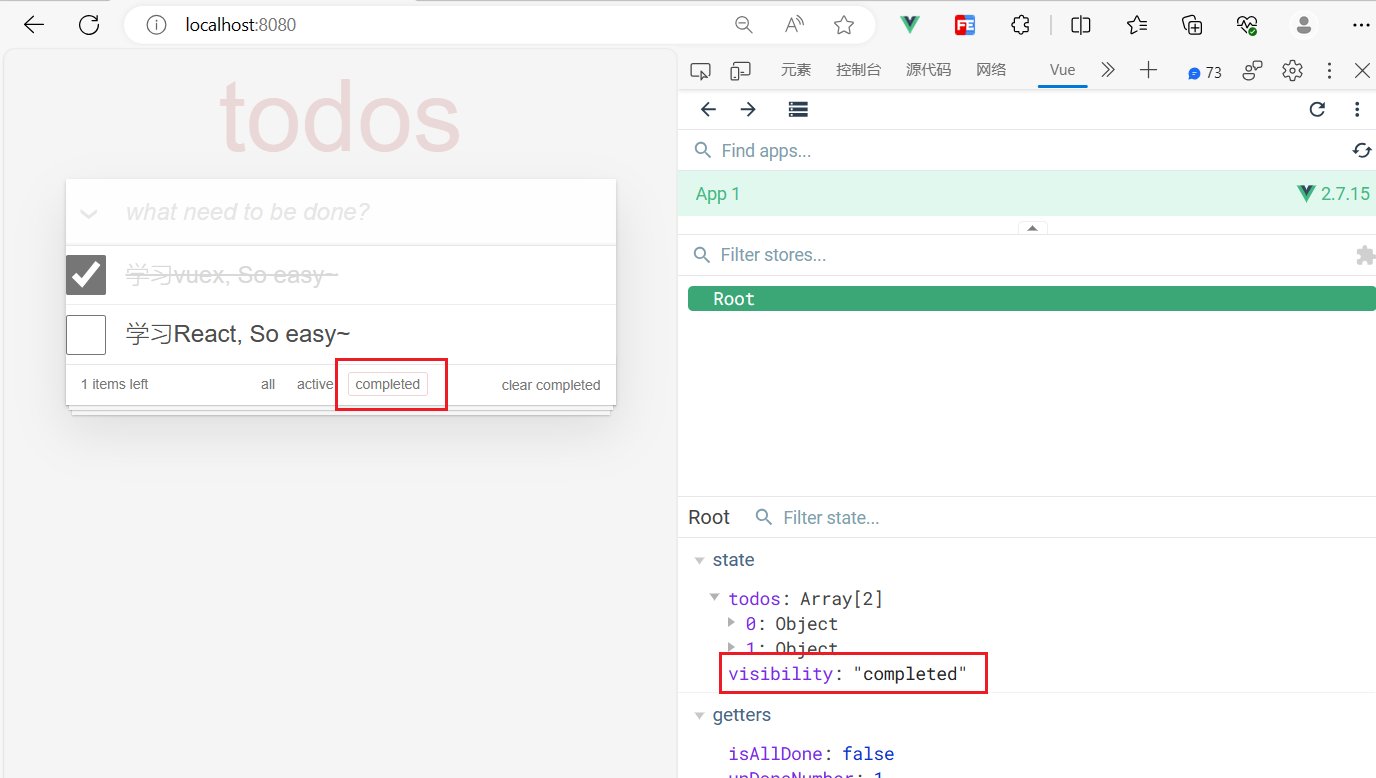 localhost:8080
元素 控制台 源代码 网络 Vue 73
Find apps...
App 1 2.7.15
Filter stores...
Root
todos
what need to be done?
学习vuex, So easy~
学习React, So easy~
1 items left all active completed clear completed
Root Filter state...
state
todos: Array[2]
0: Object
1: Object
visibility: "completed"
getters
isAllDone: false
unDoneNumber: 1